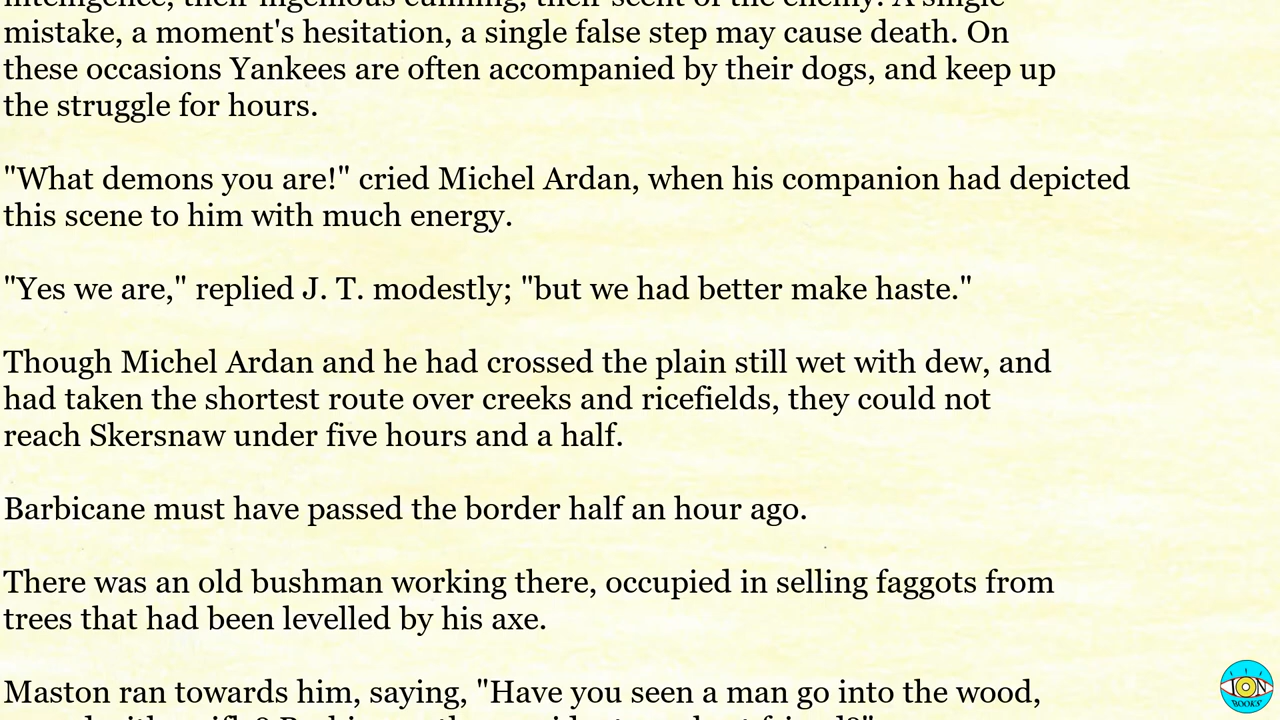 mistake, a moment's hesitation, a single false step may cause death. On
these occasions Yankees are often accompanied by their dogs, and keep up
the struggle for hours.
"What demons you are!" cried Michel Ardan, when his companion had depicted
this scene to him with much energy.
"Yes we are," replied J. T. modestly; "but we had better make haste."
Though Michel Ardan and he had crossed the plain still wet with dew, and
had taken the shortest route over creeks and ricefields, they could not
reach Skersnaw under five hours and a half.
Barbicane must have passed the border half an hour ago.
There was an old bushman working there, occupied in selling faggots from
trees that had been levelled by his axe.
Maston ran towards him, saying, "Have you seen a man go into the wood,
ION
BOOKS